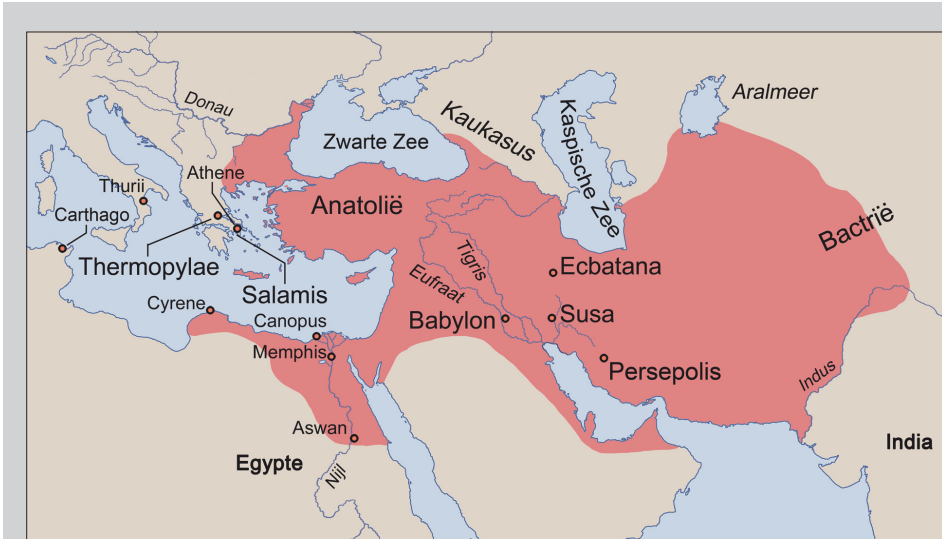 Aralmeer
Donau
Kaukasus
Kaspische Zee
Zwarte Zee
Athene
Thurii
Carthago
Anatolië
Bactrië
Thermopylae
Tigris
Ecbatana
Eufraat
Salamis
Cyrene
Canopus
Babylon
Susa
Memphis
Persepolis
Indus
Aswan
Egypte
Nijl
India